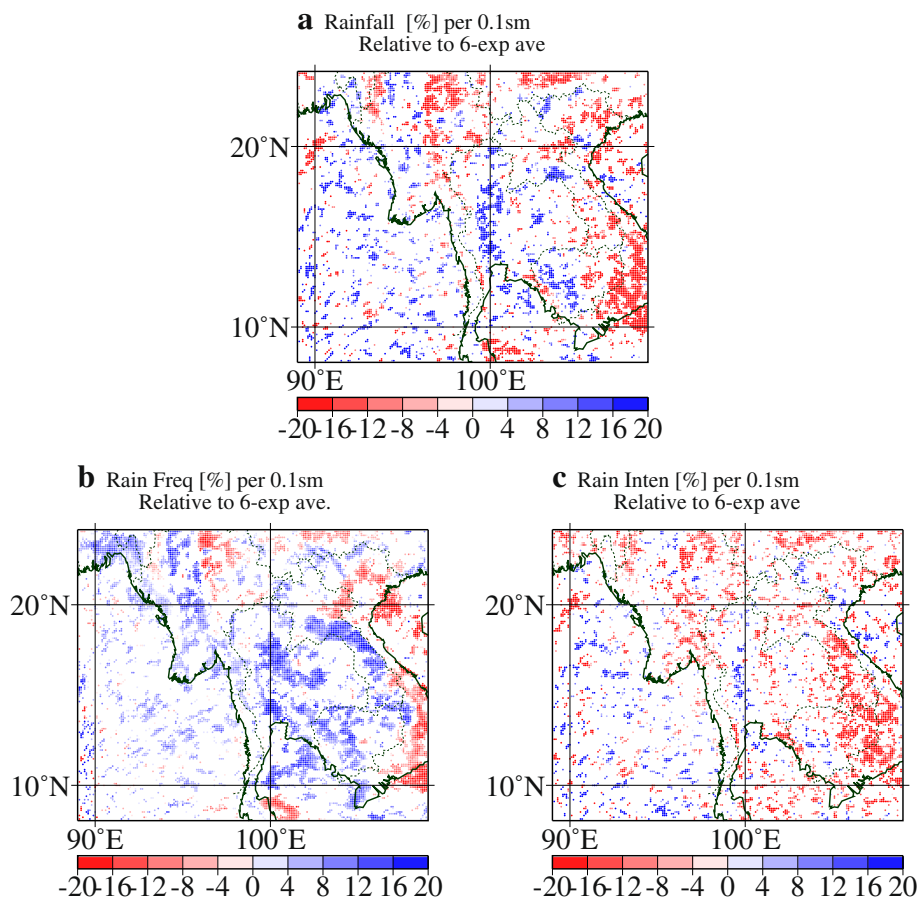 a Rainfall [%] per 0.1sm
Relative to 6-exp ave
20°N
10°N
90°E 100°E
-20 -16 -12 -8 -4 0 4 8 12 16 20
b Rain Freq [%] per 0.1sm
Relative to 6-exp ave.
20°N
10°N
90°E 100°E
-20 -16 -12 -8 -4 0 4 8 12 16 20
c Rain Inten [%] per 0.1sm
Relative to 6-exp ave
20°N
10°N
90°E 100°E
-20 -16 -12 -8 -4 0 4 8 12 16 20